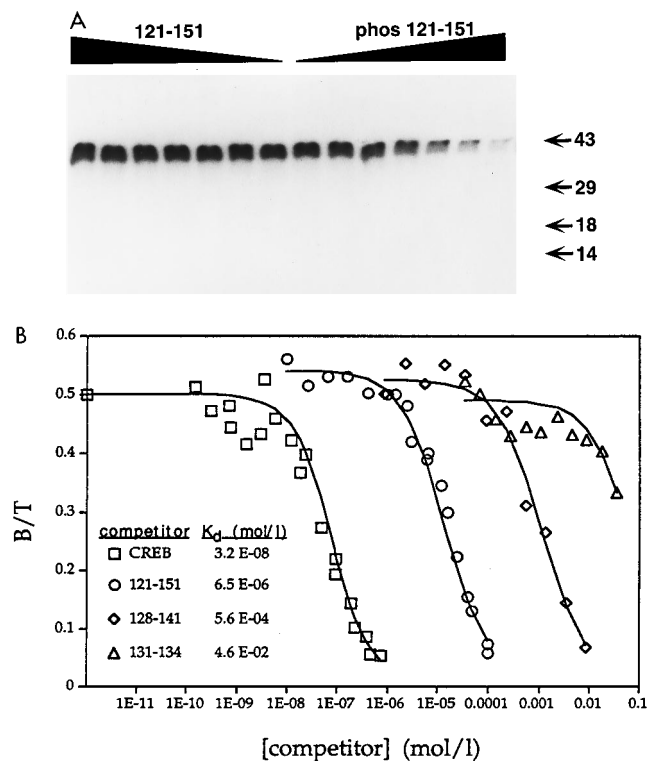 A
121-151 phos 121-151
43
29
18
14
B
0.6
0.5
0.4
0.3
0.2
0.1
0
B/T
competitor Kd (mol/l)
CREB 3.2 E-08
121-151 6.5 E-06
128-141 5.6 E-04
131-134 4.6 E-02
1E-11 1E-10 1E-09 1E-08 1E-07 1E-06 1E-05 0.0001 0.001 0.01 0.1
[competitor] (mol/l)